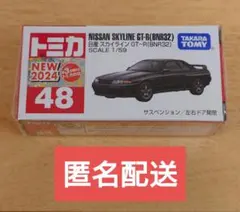 トミカ
NISSAN SKYLINE GT-R(BNR32)
日産 スカイライン GT-R(BNR32)
SCALE 1/59
TAKARA TOMY
NEW
2024
48
サスペンション/左右ドア開閉
匿名配送